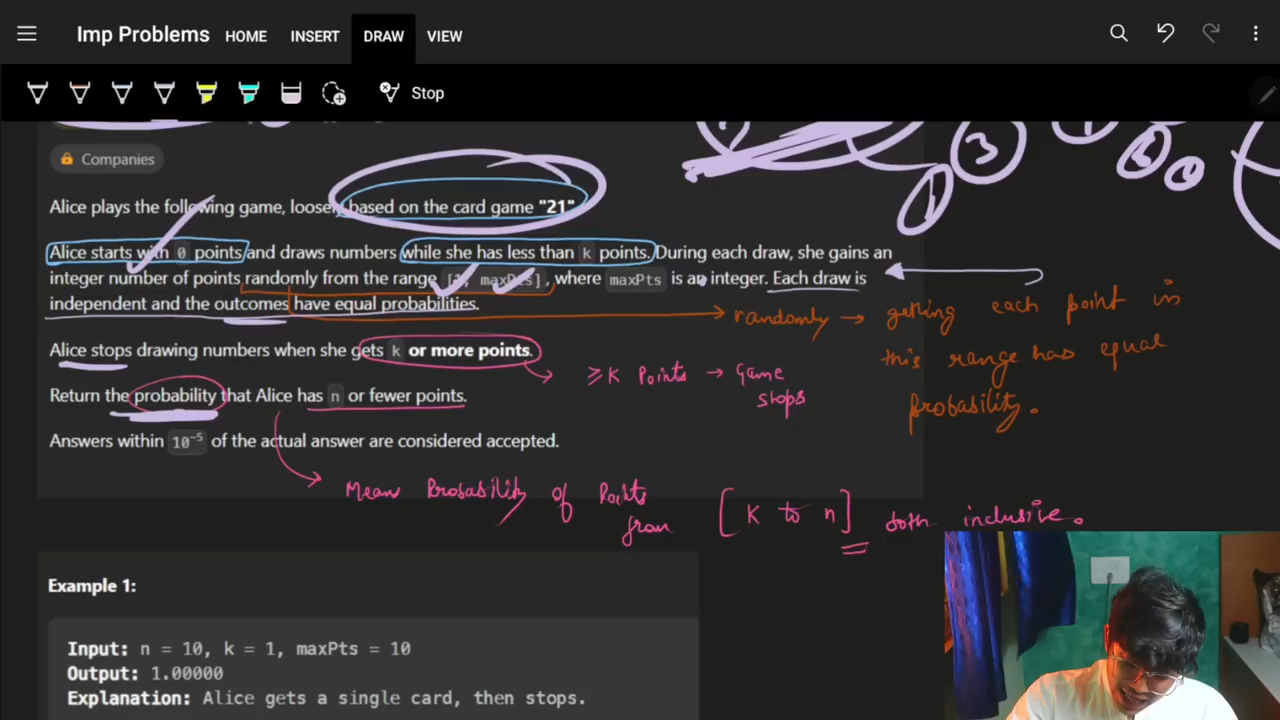 Imp Problems HOME INSERT DRAW VIEW
Stop
Companies
Alice plays the following game, loosely based on the card game "21"
Alice starts with 0 points and draws numbers while she has less than k points. During each draw, she gains an
integer number of points randomly from the range [1, maxPts], where maxPts is an integer. Each draw is
independent and the outcomes have equal probabilities.
randomly → getting each point in
this range has equal
probability.
Alice stops drawing numbers when she gets k or more points.
≥K Points → Game
stops
Return the probability that Alice has n or fewer points.
Answers within 10⁻⁵ of the actual answer are considered accepted.
Mean Probability of Points
from [K to n] both inclusive.
Example 1:
Input: n = 10, k = 1, maxPts = 10
Output: 1.00000
Explanation: Alice gets a single card, then stops.
3